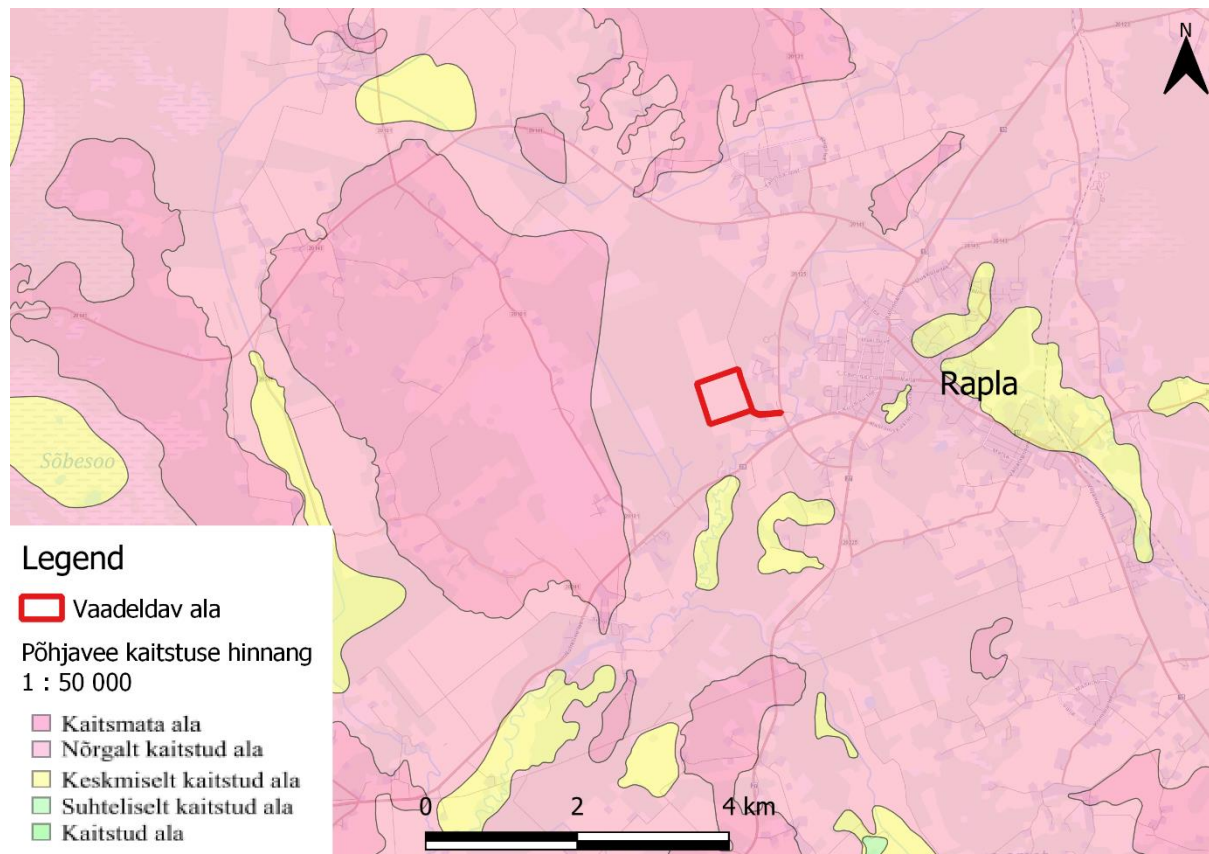 N
Rapla
Sõbesoo
Legend
Vaadeldav ala
Põhjavee kaitstuse hinnang
1 : 50 000
Kaitsmata ala
Nõrgalt kaitstud ala
Keskmiselt kaitstud ala
Suhteliselt kaitstud ala
Kaitstud ala
0 2 4 km